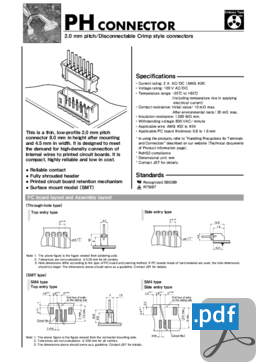 PH CONNECTOR
2.0 mm pitch/Disconnectable Crimp style connectors
This is a thin, low-profile 2.0 mm pitch
connector 8.0 mm in height after mounting
and 4.5 mm in width. It is designed to meet
the demand for high-density connection of
internal wires to printed circuit boards. It is
compact, highly reliable and low in cost.
● Reliable contact
● Fully shrouded header
● Printed circuit board retention mechanism
● Surface mount model (SMT)
Specifications
• Current rating: 2 A AC/DC (AWG #24)
• Voltage rating: 100 V AC/DC
• Temperature range: -25°C to +85°C
(including temperature rise in applying
electrical current)
• Contact resistance: Initial value/ 10 mΩ max.
After environmental tests/ 20 mΩ max.
• Insulation resistance: 1,000 MΩ min.
• Withstanding voltage: 800 VAC/minute
• Applicable wire: AWG #32 to #24
• Applicable PC board thickness: 0.8 to 1.6 mm
* In using the products, refer to "Handling Precautions for Terminals
and Connectors" described on our website (Technical documents
of Product information page).
* RoHS2 compliance
* Dimensional unit: mm
* Contact JST for details.
Standards
Recognized E60389
PC board layout and Assembly layout
(Through-hole type)
Top entry type
Side entry type
Note: 1. The above figure is the figure viewed from soldering side.
2. Tolerances are non-cumulative: ±0.05 mm for all centers.
3. Hole dimensions differ according to the type of PC board and piercing method. If PC boards made of hard material are used, the hole dimensions
should be larger. The dimensions above should serve as a guideline. Contact JST for details.
(SMT type)
SM4 type
Top entry type
SM4 type
Side entry type
Note: 1. The above figure is the figure viewed from the connector mounting side.
2. Tolerances are non-cumulative: ±0.05 mm for all centers.
3. The dimensions above should serve as a guideline. Contact JST for details.
.pdf